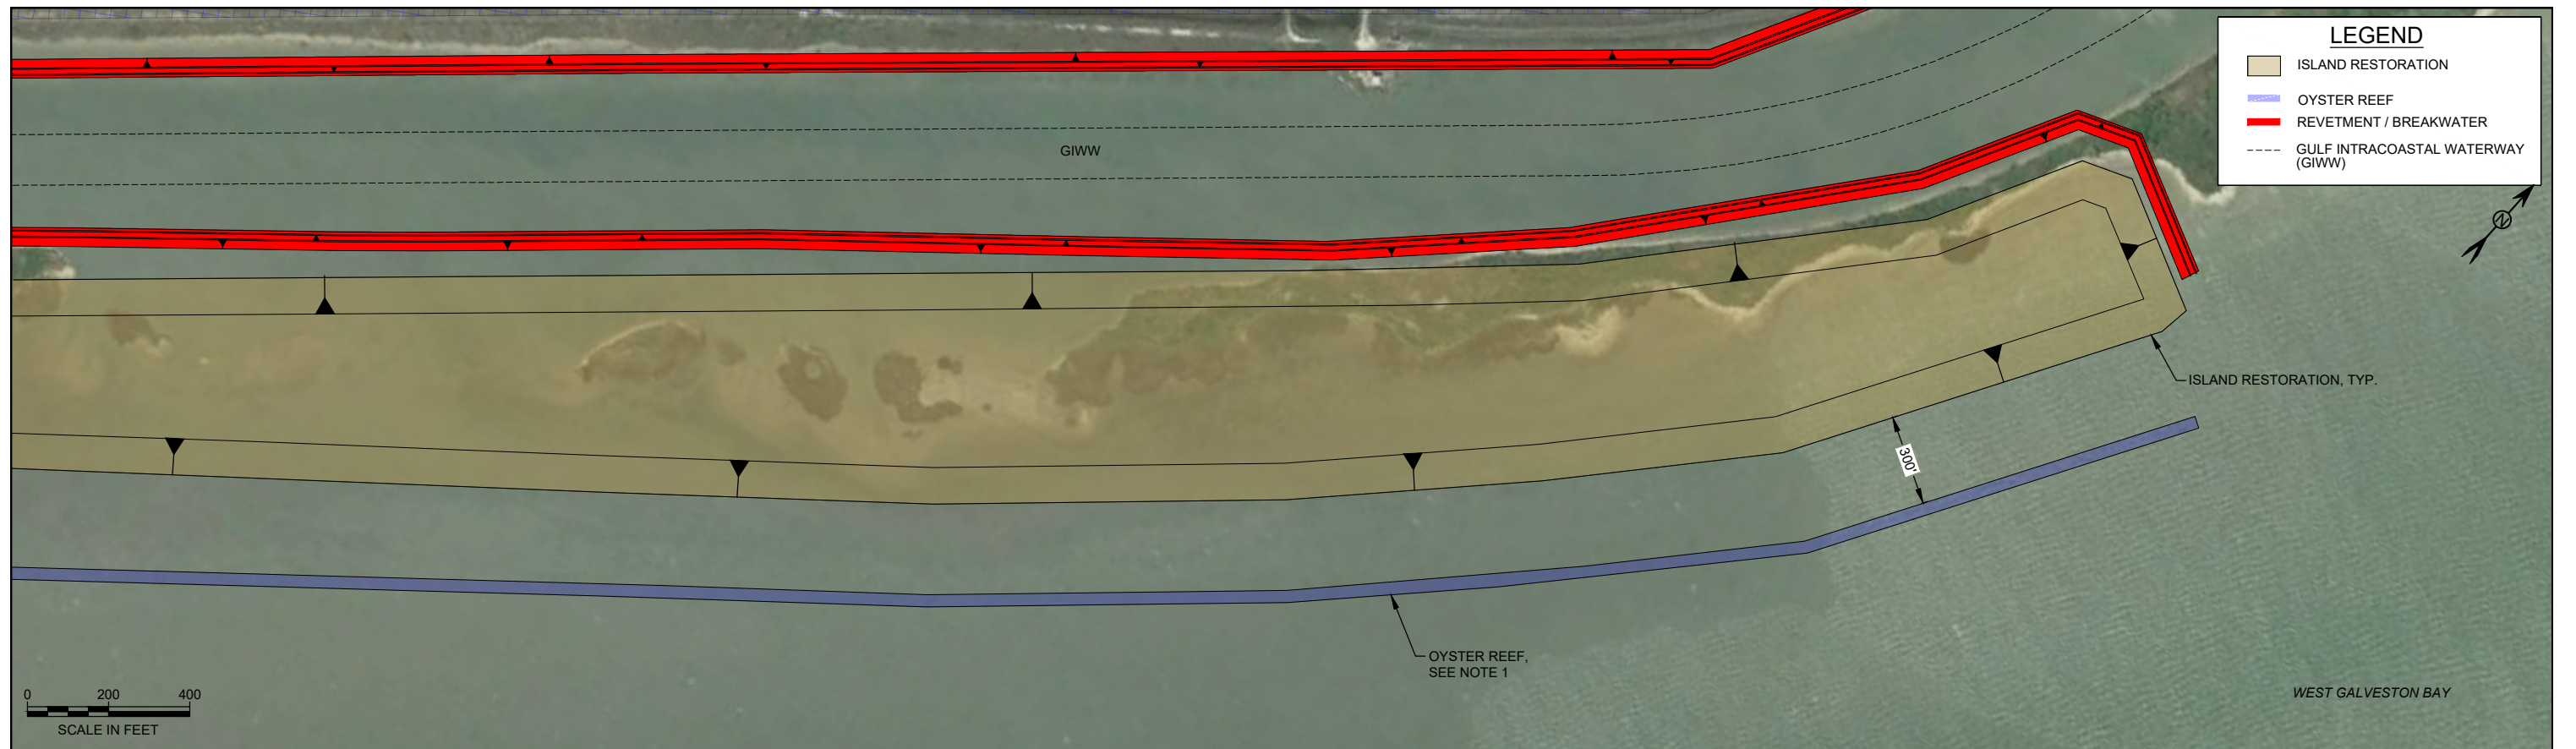 LEGEND
ISLAND RESTORATION
OYSTER REEF
REVETMENT / BREAKWATER
GULF INTRACOASTAL WATERWAY
(GIWW)
GIWW
ISLAND RESTORATION, TYP.
300'
OYSTER REEF,
SEE NOTE 1
0 200 400
SCALE IN FEET
WEST GALVESTON BAY